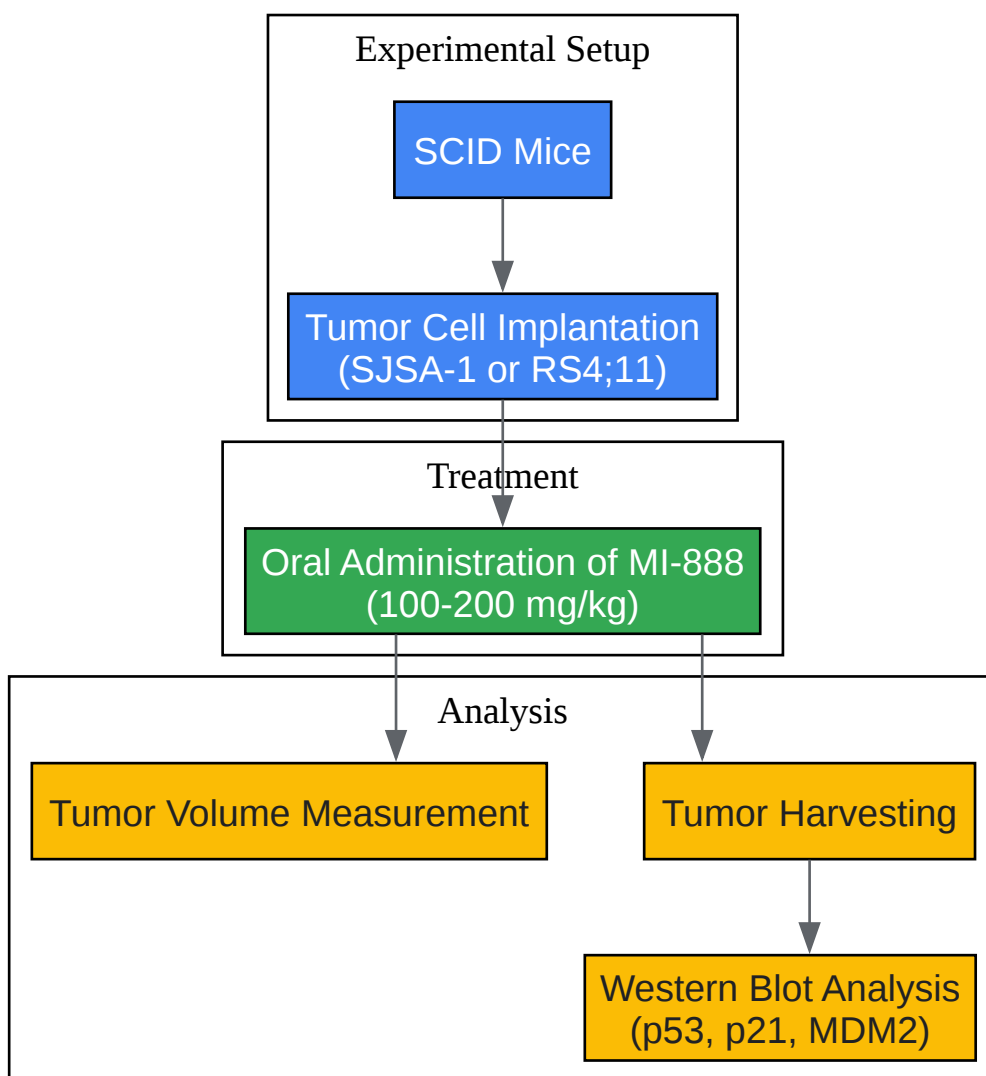 Experimental Setup
SCID Mice
Tumor Cell Implantation
(SJSA-1 or RS4;11)
Treatment
Oral Administration of MI-888
(100-200 mg/kg)
Analysis
Tumor Volume Measurement
Tumor Harvesting
Western Blot Analysis
(p53, p21, MDM2)